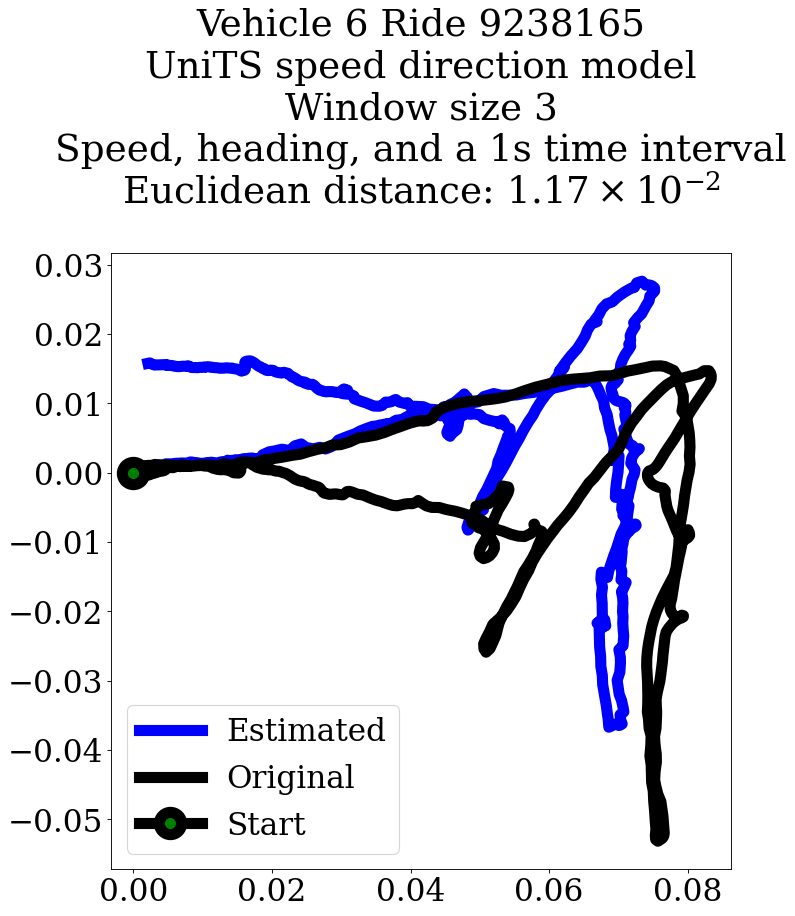 Vehicle 6 Ride 9238165
UniTS speed direction model
Window size 3
Speed, heading, and a 1s time interval
Euclidean distance: 1.17 × 10⁻²
0.03
0.02
0.01
0.00
−0.01
−0.02
−0.03
−0.04
−0.05
Estimated
Original
Start
0.00 0.02 0.04 0.06 0.08